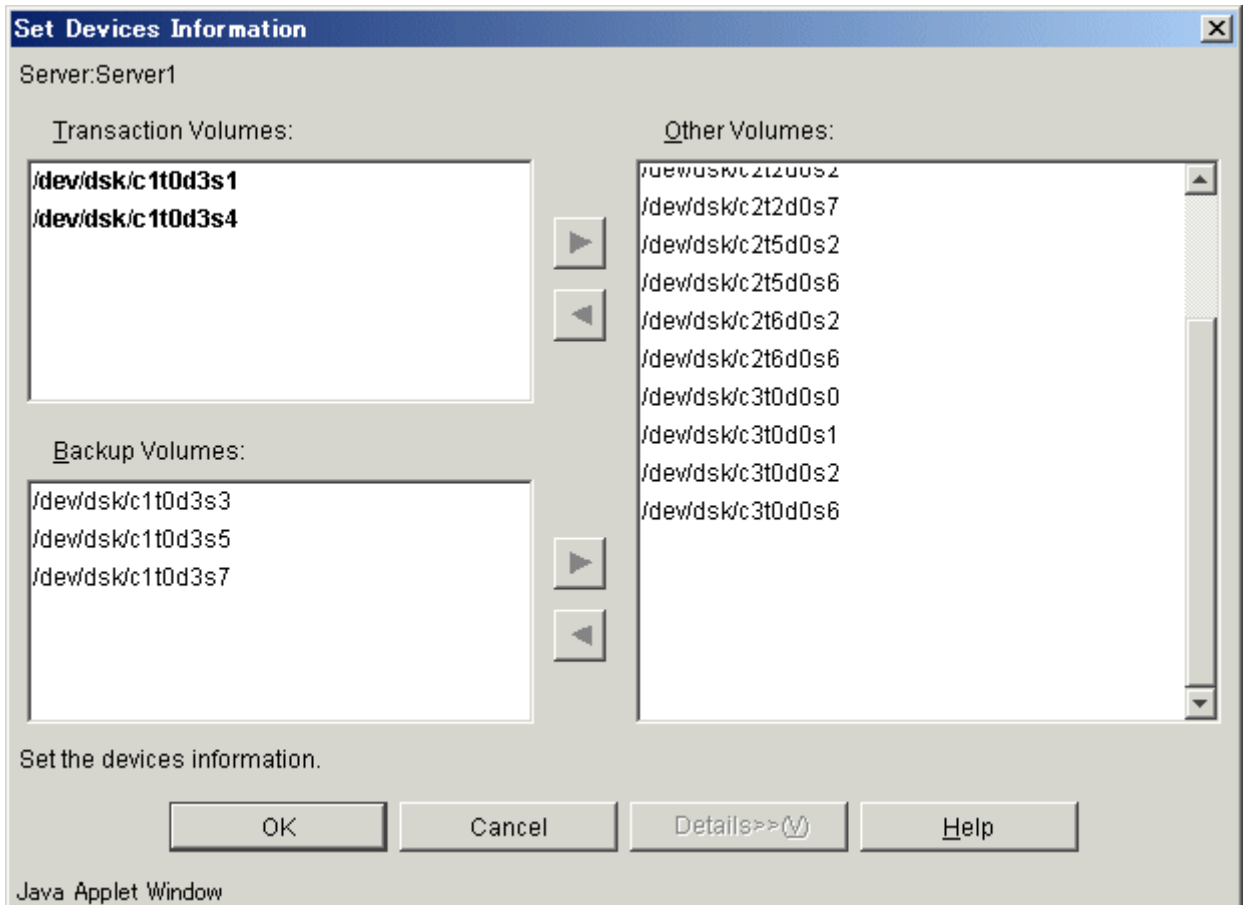 Set Devices Information
Server:Server1
Transaction Volumes:
/dev/dsk/c1t0d3s1
/dev/dsk/c1t0d3s4
Backup Volumes:
/dev/dsk/c1t0d3s3
/dev/dsk/c1t0d3s5
/dev/dsk/c1t0d3s7
Other Volumes:
/dev/dsk/c2t2d0s2
/dev/dsk/c2t2d0s7
/dev/dsk/c2t5d0s2
/dev/dsk/c2t5d0s6
/dev/dsk/c2t6d0s2
/dev/dsk/c2t6d0s6
/dev/dsk/c3t0d0s0
/dev/dsk/c3t0d0s1
/dev/dsk/c3t0d0s2
/dev/dsk/c3t0d0s6
Set the devices information.
OK
Cancel
Details>>(V)
Help
Java Applet Window